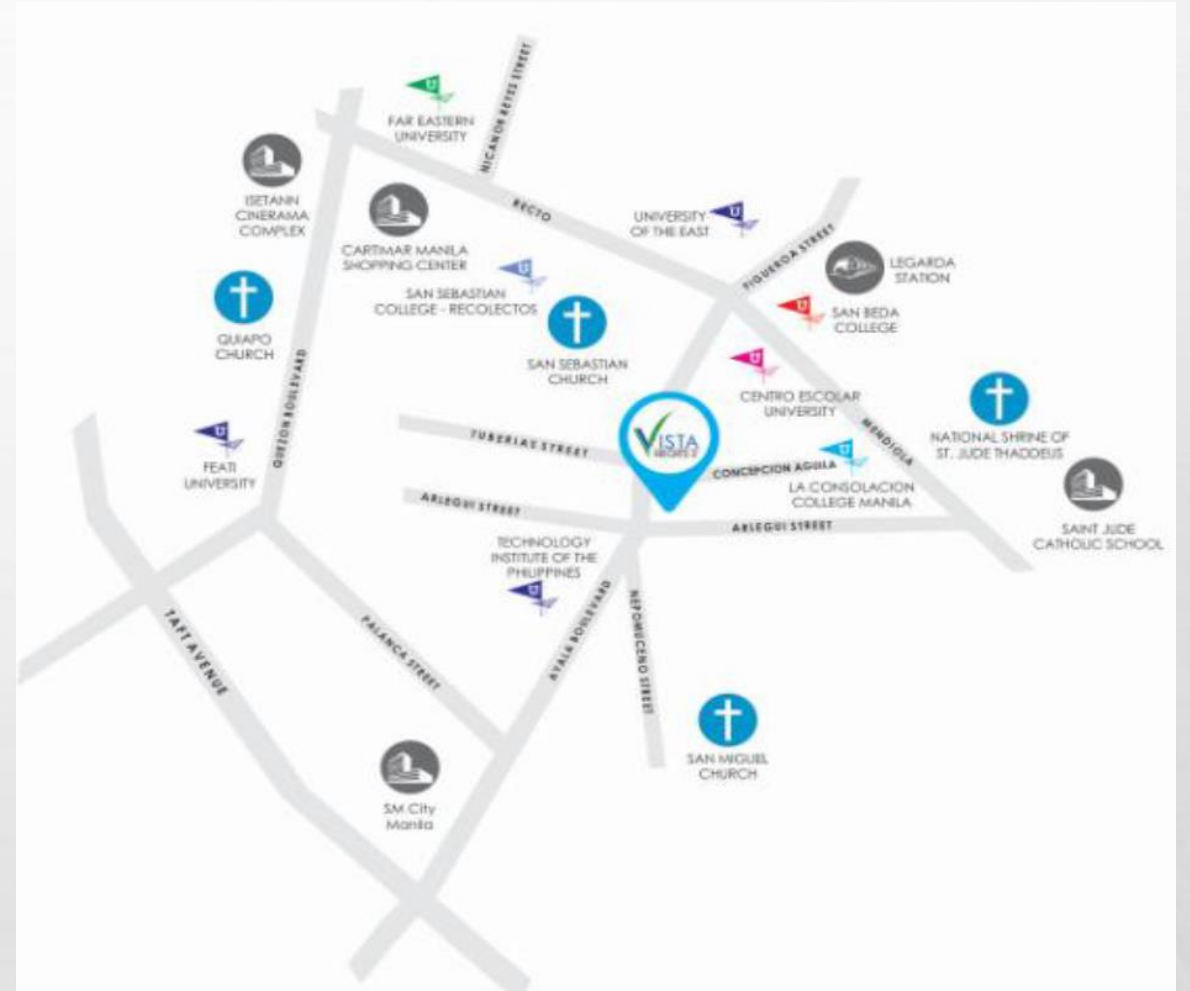 NICANOR REYES STREET
FAR EASTERN
UNIVERSITY
ISETANN
CINERAMA
COMPLEX
CARTIMAR MANILA
SHOPPING CENTER
RECTO
UNIVERSITY
OF THE EAST
FIGUEROA STREET
LEGARDA
STATION
SAN SEBASTIAN
COLLEGE - RECOLECTOS
SAN BEDA
COLLEGE
QUIAPO
CHURCH
SAN SEBASTIAN
CHURCH
QUEZON BOULEVARD
CENTRO ESCOLAR
UNIVERSITY
MENDIOLA
NATIONAL SHRINE OF
ST. JUDE THADDEUS
VISTA
TUBERIAS STREET
CONCEPCION AGUILA
FEATI
UNIVERSITY
LA CONSOLACION
COLLEGE MANILA
ARLEGUI STREET
ARLEGUI STREET
SAINT JUDE
CATHOLIC SCHOOL
TECHNOLOGY
INSTITUTE OF THE
PHILIPPINES
TAFT AVENUE
PALANCA STREET
AYALA BOULEVARD
NEPOMUCENO STREET
SAN MIGUEL
CHURCH
SM City
Manila